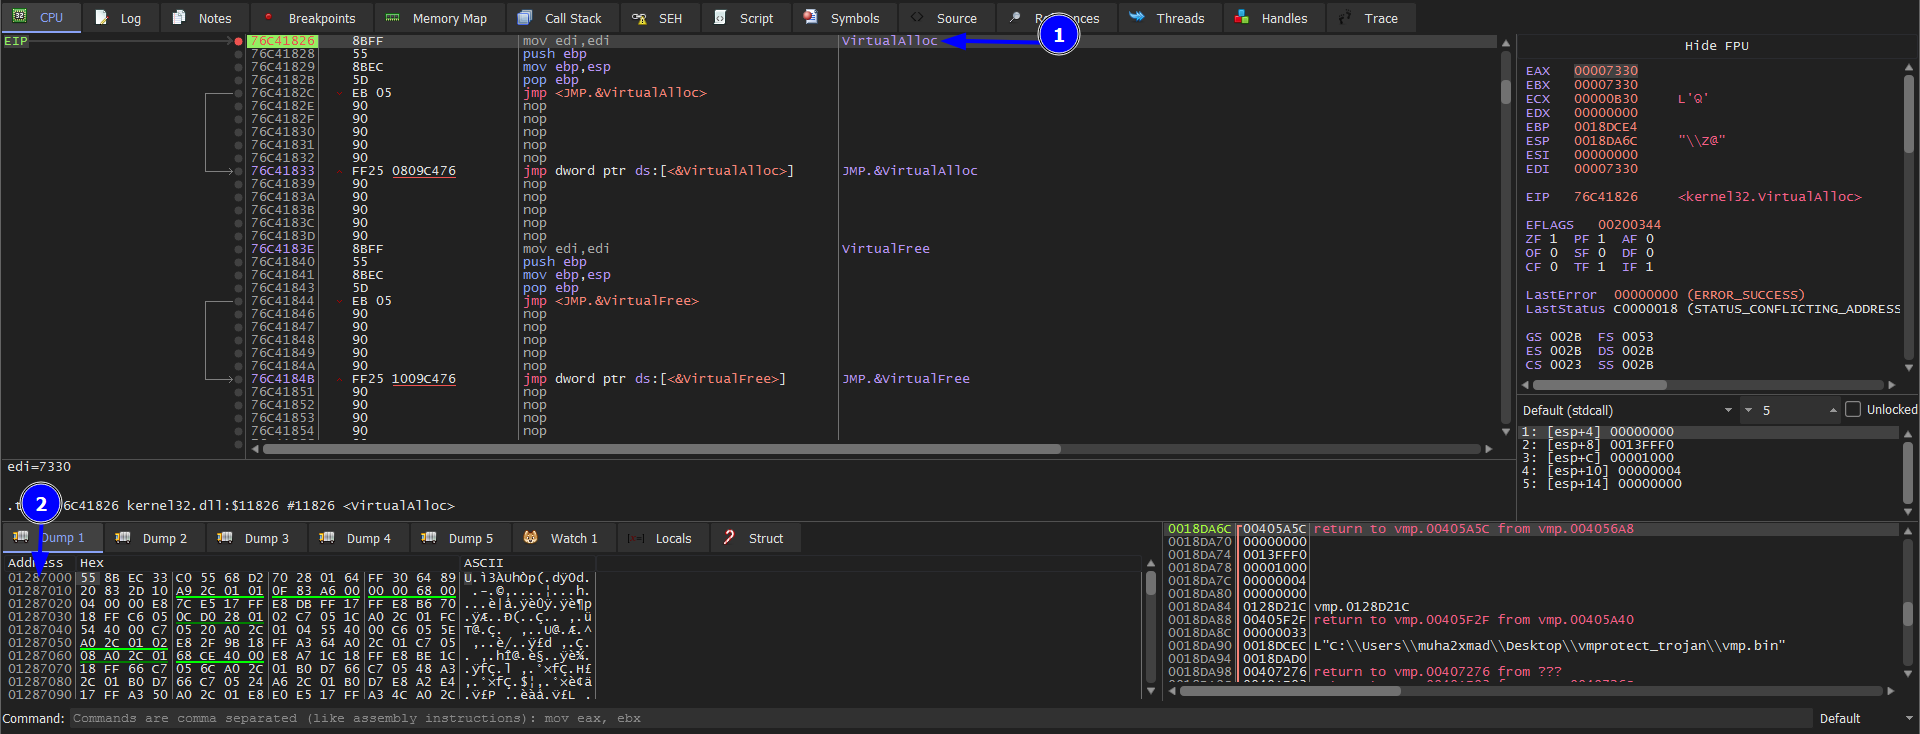 CPU Log Notes Breakpoints Memory Map Call Stack SEH Script Symbols Source References Threads Handles Trace
1
EIP 76C41826 8BFF mov edi,edi VirtualAlloc
76C41828 55 push ebp
76C41829 8BEC mov ebp,esp
76C4182B 5D pop ebp
76C4182C EB 05 jmp <JMP.&VirtualAlloc>
76C4182E 90 nop
76C4182F 90 nop
76C41830 90 nop
76C41831 90 nop
76C41832 90 nop
76C41833 FF25 0809C476 jmp dword ptr ds:[<&VirtualAlloc>] JMP.&VirtualAlloc
76C41839 90 nop
76C4183A 90 nop
76C4183B 90 nop
76C4183C 90 nop
76C4183D 90 nop
76C4183E 8BFF mov edi,edi VirtualFree
76C41840 55 push ebp
76C41841 8BEC mov ebp,esp
76C41843 5D pop ebp
76C41844 EB 05 jmp <JMP.&VirtualFree>
76C41846 90 nop
76C41847 90 nop
76C41848 90 nop
76C41849 90 nop
76C4184A 90 nop
76C4184B FF25 1009C476 jmp dword ptr ds:[<&VirtualFree>] JMP.&VirtualFree
76C41851 90 nop
76C41852 90 nop
76C41853 90 nop
76C41854 90 nop
Hide FPU
EAX 00007330
EBX 00007330
ECX 00000B30
EDX 00000000
EBP 0018DCE4
ESP 0018DA6C "\\Z@"
ESI 00000000
EDI 00007330
EIP 76C41826 <kernel32.VirtualAlloc>
EFLAGS 00200344
ZF 1 PF 1 AF 0
OF 0 SF 0 DF 0
CF 0 TF 1 IF 1
LastError 00000000 (ERROR_SUCCESS)
LastStatus C0000018 (STATUS_CONFLICTING_ADDRESS
GS 002B FS 0053
ES 002B DS 002B
CS 0023 SS 002B
Default (stdcall) 5 Unlocked
1: [esp+4] 00000000
2: [esp+8] 0013FFF0
3: [esp+C] 00001000
4: [esp+10] 00000004
5: [esp+14] 00000000
edi=7330
2
6C41826 kernel32.dll:$11826 #11826 <VirtualAlloc>
Dump 1 Dump 2 Dump 3 Dump 4 Dump 5 Watch 1 Locals Struct
Address Hex ASCII
01287000 55 8B EC 33 C0 55 68 D2 70 28 01 64 FF 30 64 89 U.ì3ÀUhÒp(.dÿ0d.
01287010 20 83 2D 10 A9 2C 01 01 0F 83 A6 00 00 00 68 00 .-.©,....¦...h.
01287020 04 00 00 E8 7C E5 17 FF E8 DB FF 17 FF E8 B6 70 ...è|å.ÿèÛÿ.ÿè¶p
01287030 18 FF C6 05 0C D0 28 01 02 C7 05 1C A0 2C 01 FC .ÿÆ..Ð(..Ç.. ,.ü
01287040 54 40 00 C7 05 20 A0 2C 01 04 55 40 00 C6 05 5E T@.Ç. ,..U@.Æ.^
01287050 A0 2C 01 02 E8 2F 9B 18 FF A3 64 A0 2C 01 C7 05
01287060 08 A0 2C 01 68 CE 40 00 E8 A7 1C 18 FF E8 BE 1C
01287070 18 FF 66 C7 05 6C A0 2C 01 B0 D7 66 C7 05 48 A3
01287080 2C 01 B0 D7 66 C7 05 24 A6 2C 01 B0 D7 E8 A2 E4
01287090 17 FF A3 50 A0 2C 01 E8 E0 E5 17 FF A3 4C A0 2C
0018DA6C 00405A5C return to vmp.00405A5C from vmp.004056A8
0018DA70 00000000
0018DA74 0013FFF0
0018DA78 00001000
0018DA7C 00000004
0018DA80 00000000
0018DA84 0128D21C vmp.0128D21C
0018DA88 00405F2F return to vmp.00405F2F from vmp.00405A40
0018DA8C 00000033
0018DA90 0018DCEC L"C:\\Users\\muha2xmad\\Desktop\\vmprotect_trojan\\vmp.bin"
0018DA94 0018DAD0
0018DA98 00407276 return to vmp.00407276 from ???
Command: Commands are comma separated (like assembly instructions): mov eax, ebx Default